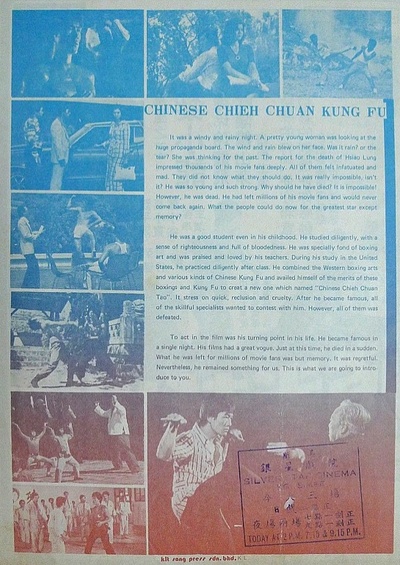 CHINESE CHIEH CHUAN KUNG FU
It was a windy and rainy night. A pretty young woman was looking at the
huge propaganda board. The wind and rain blew on her face. Was it rain? or the
tear? She was thinking for the past. The report for the death of Hsiao Lung
impressed thousands of his movie fans deeply. All of them felt infatuated and
mad. They did not know what they should do. It was really impossible, isn't
it? He was so young and such strong. Why should he have died? It is impossible!
However, he was dead. He had left millions of his movie fans and would never
come back again. What the people could do now for the greatest star except
memory?
He was a good student even in his childhood. He studied diligently, with a
sense of righteousness and full of bloodedness. He was specially fond of boxing
art and was praised and loved by his teachers. During his study in the United
States, he practiced diligently after class. He combined the Western boxing arts
and various kinds of Chinese Kung Fu and availed himself of the merits of these
boxings and Kung Fu to creat a new one which named "Chinese Chieh Chuan
Tao". It stress on quick, reclusion and cruelty. After he became famous, all
of the skillful specialists wanted to contest with him. However, all of them was
defeated.
To act in the film was his turning point in his life. He became famous in
a single night. His films had a great vogue. Just at this time, he died in a sudden.
What he was left for millions of movie fans was but memory. It was regretful.
Nevertheless, he remained something for us. This is what we are going to intro-
duce to you.
SILVER STAR CINEMA
TODAY AT 2 P.M. 7.15 & 9.15 P.M.
kit sang press sdn. bhd. K.L.